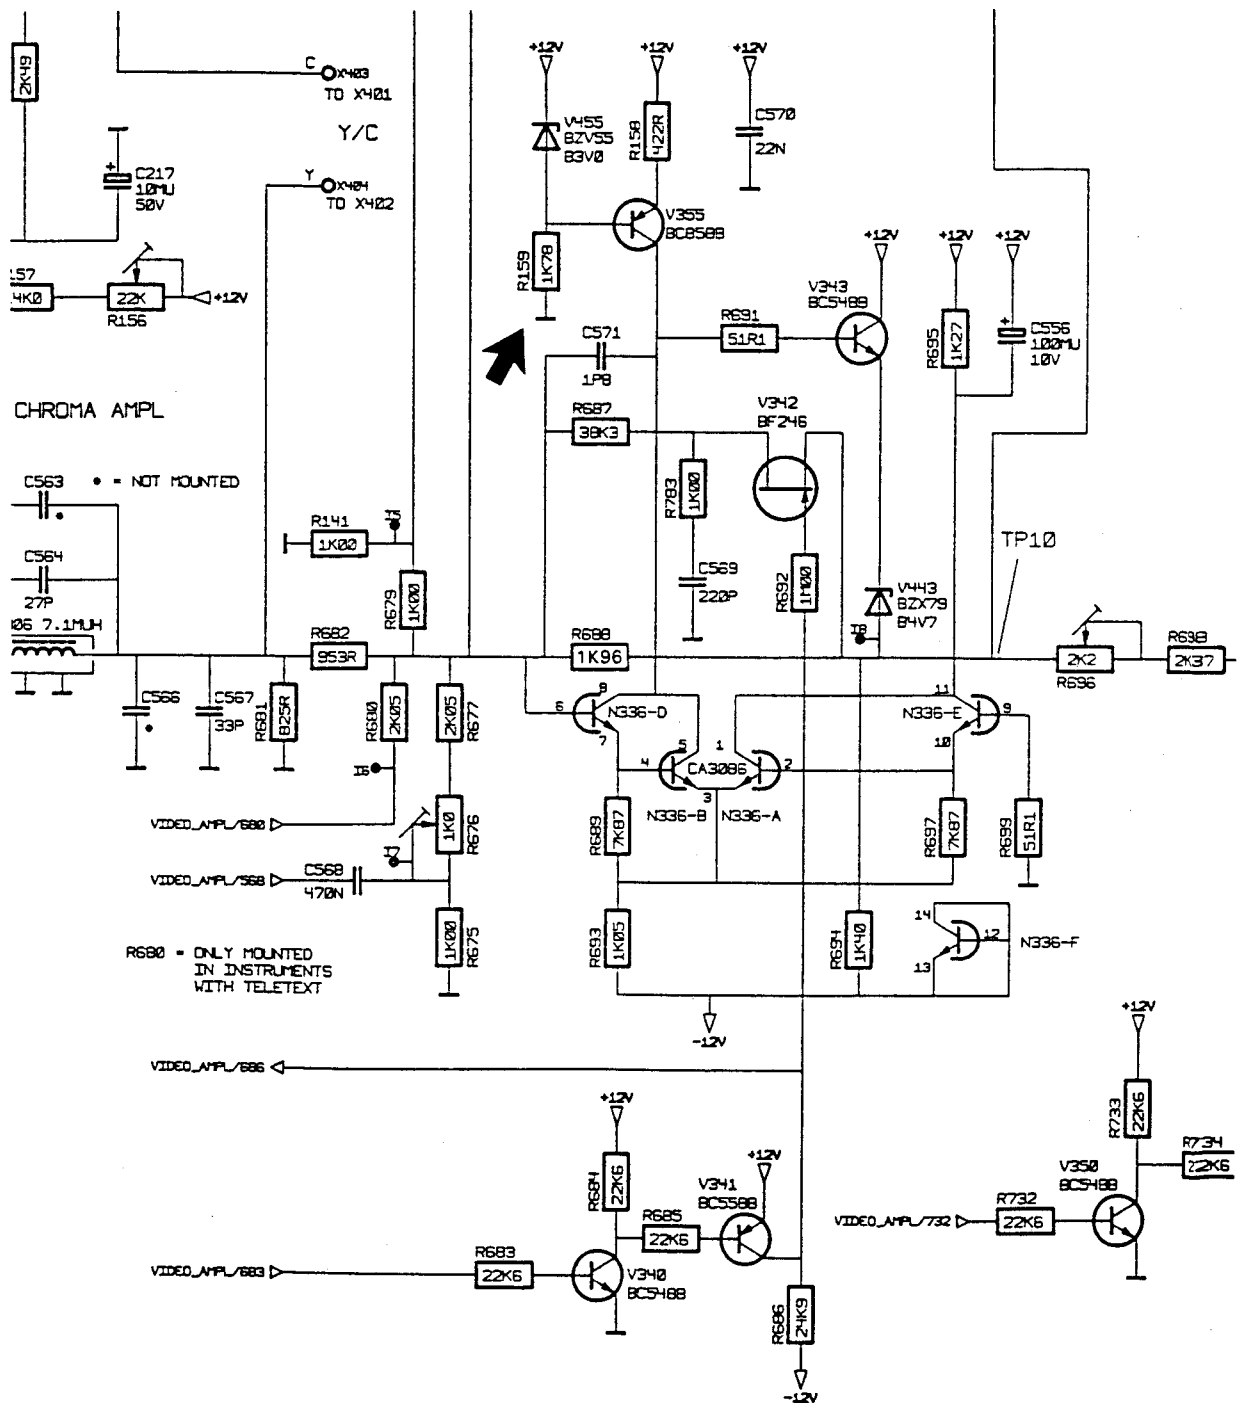 2K49
C
X403
TO X401
Y/C
C217
10MU
50V
Y
X404
TO X402
157
4K0
22K
R156
+12V
+12V
+12V
+12V
V455
BZV55
B3V0
R158
422R
C570
22N
V355
BC858B
R159
1K78
+12V
+12V
+12V
V343
BC548B
R691
51R1
R695
1K27
C556
100MU
10V
C571
1P8
CHROMA AMPL
R687
38K3
V342
BF246
C563
● = NOT MOUNTED
R783
1K00
R141
1K00
I5
C564
27P
R679
1K00
C569
220P
R692
1M00
TP10
V443
BZX79
B4V7
I8
06 7.1MUH
R682
953R
R688
1K96
2K2
R696
R638
2K37
C566
C567
33P
R681
825R
R680
2K05
R677
2K05
8
6
7
N336-D
11
N336-E
9
10
I6
4
5
1
CA3086
2
3
N336-B
N336-A
VIDEO_AMPL/680
1K0
R676
R689
7K87
R697
7K87
R699
51R1
I7
VIDEO_AMPL/568
C568
470N
R680 = ONLY MOUNTED
IN INSTRUMENTS
WITH TELETEXT
1K00
R675
R693
1K05
R694
1K40
14
12
13
N336-F
-12V
+12V
VIDEO_AMPL/686
+12V
R733
22K6
R684
22K6
+12V
V341
BC558B
R734
22K6
V350
BC548B
R685
22K6
R732
22K6
VIDEO_AMPL/732
R683
22K6
VIDEO_AMPL/683
V340
BC548B
R686
24K9
-12V